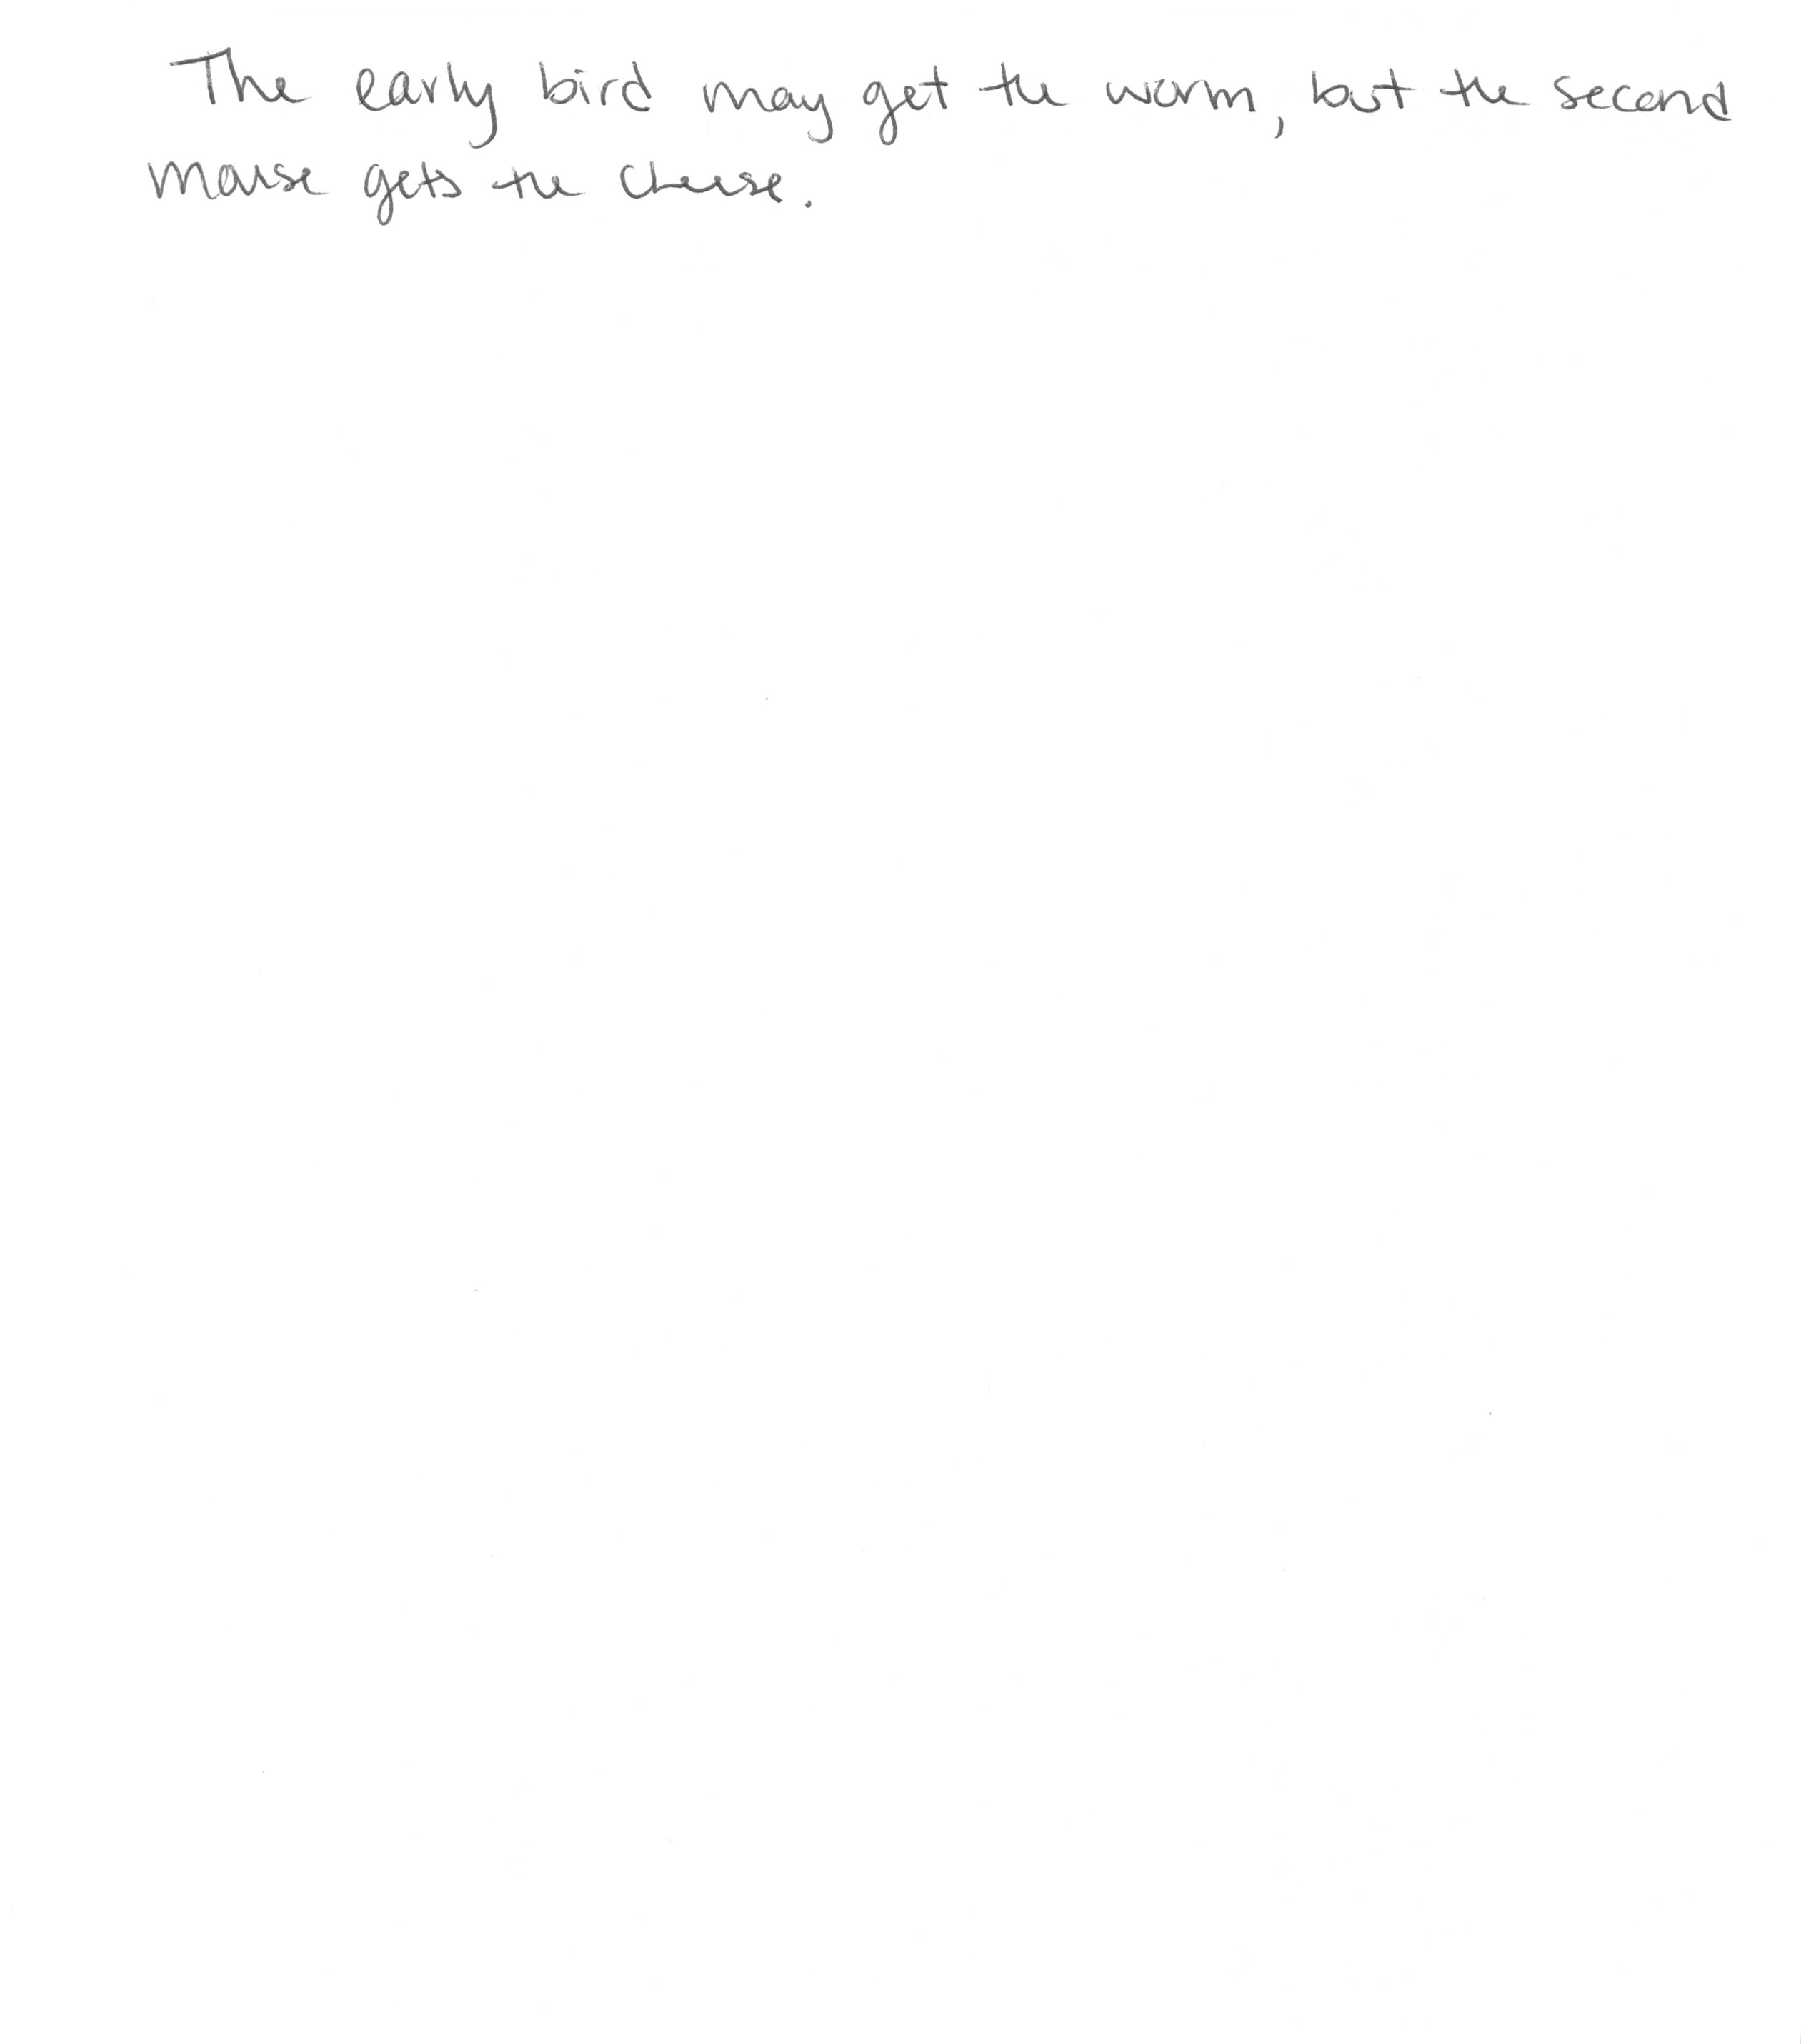 The early bird may get the worm, but the second
mouse gets the cheese.